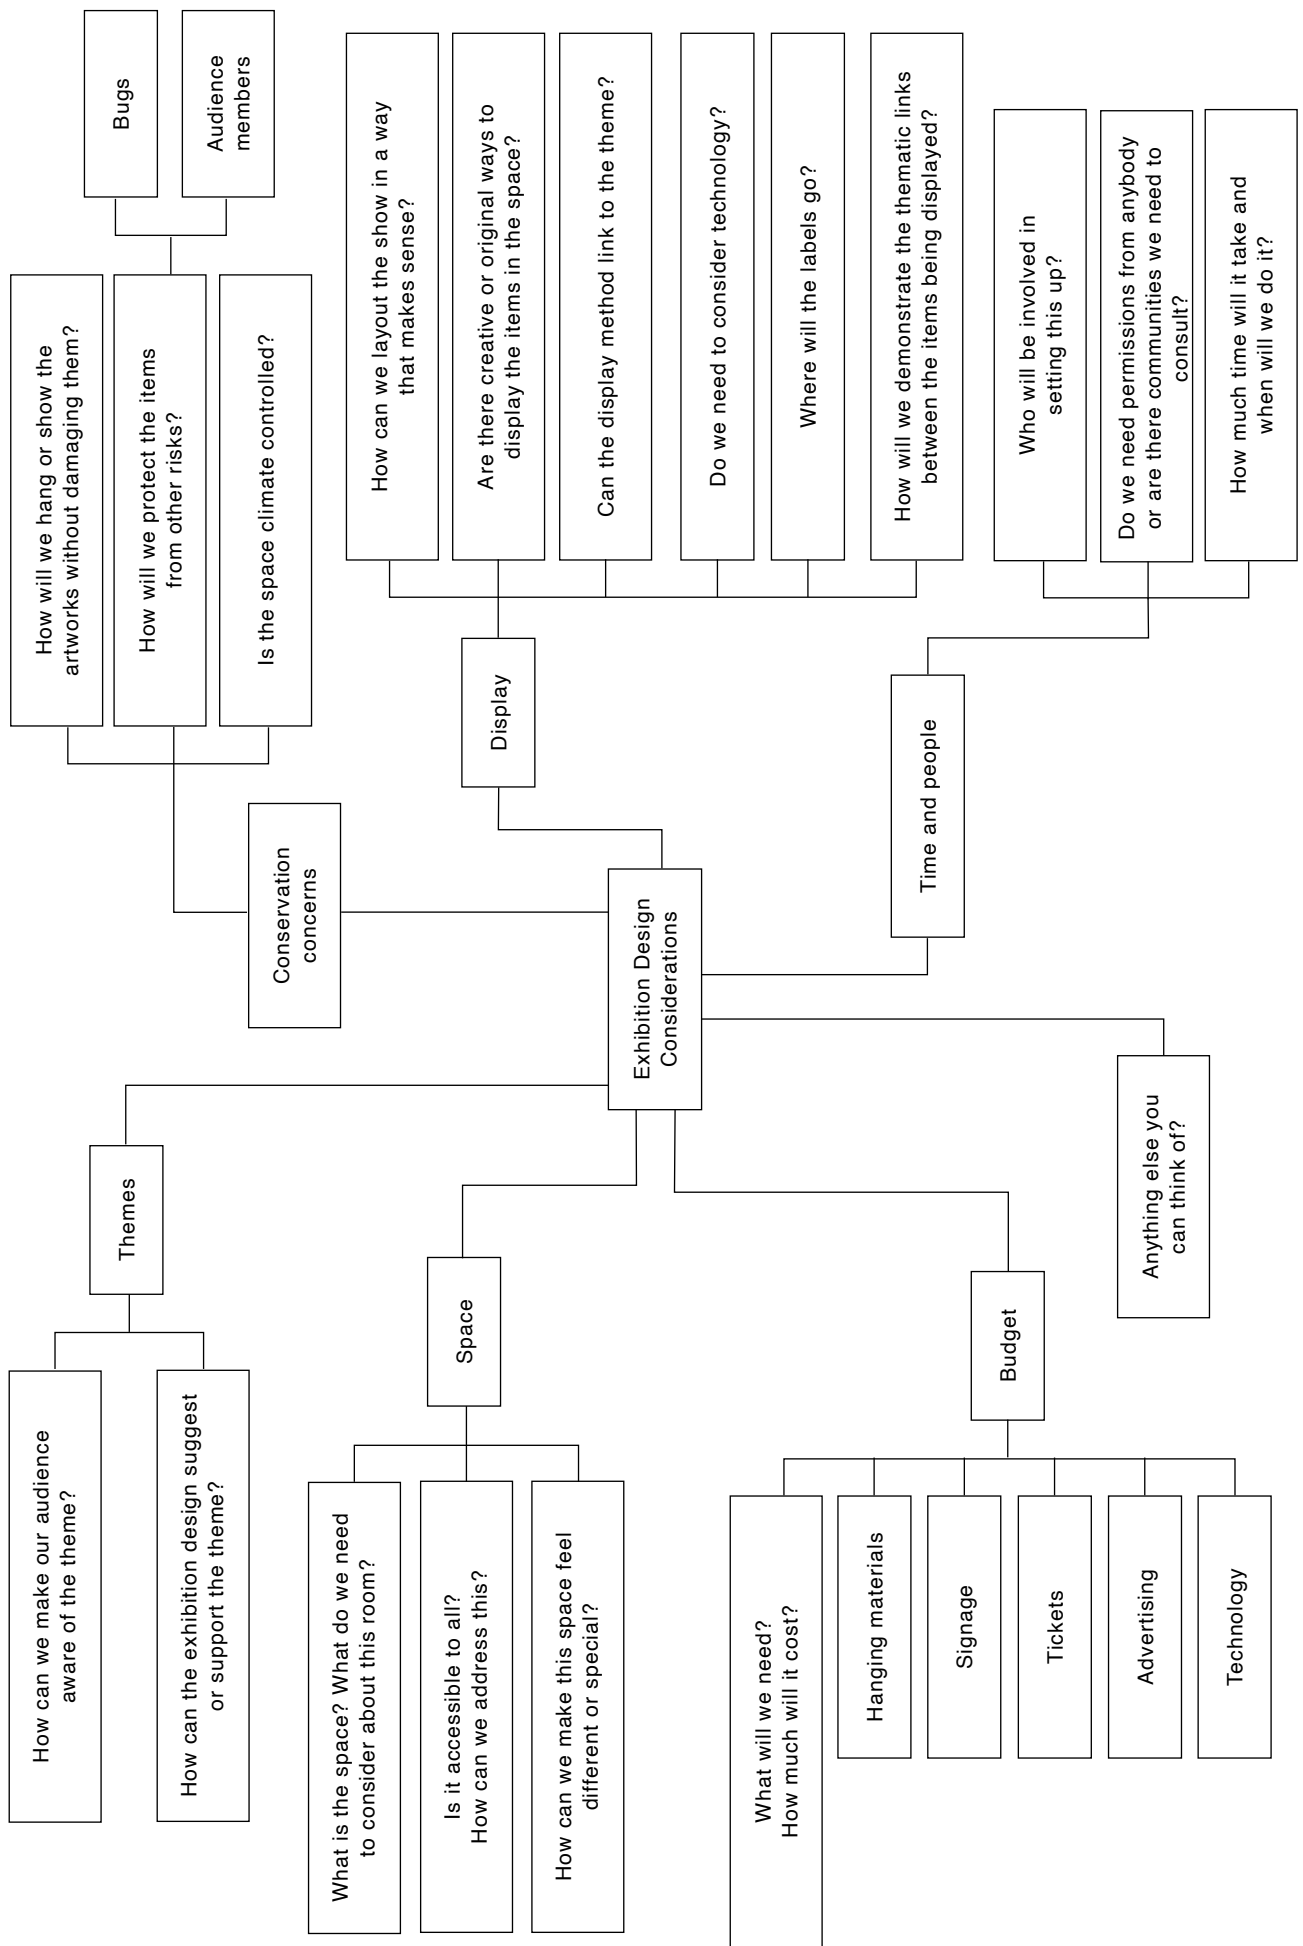 How can we make our audience
aware of the theme?
How can the exhibition design suggest
or support the theme?
Themes
What is the space? What do we need
to consider about this room?
Is it accessible to all?
How can we address this?
How can we make this space feel
different or special?
Space
What will we need?
How much will it cost?
Hanging materials
Signage
Tickets
Advertising
Technology
Budget
Anything else you
can think of?
Exhibition Design
Considerations
Conservation
concerns
How will we hang or show the
artworks without damaging them?
How will we protect the items
from other risks?
Is the space climate controlled?
Bugs
Audience
members
Display
How can we layout the show in a way
that makes sense?
Are there creative or original ways to
display the items in the space?
Can the display method link to the theme?
Do we need to consider technology?
Where will the labels go?
How will we demonstrate the thematic links
between the items being displayed?
Time and people
Who will be involved in
setting this up?
Do we need permissions from anybody
or are there communities we need to
consult?
How much time will it take and
when will we do it?